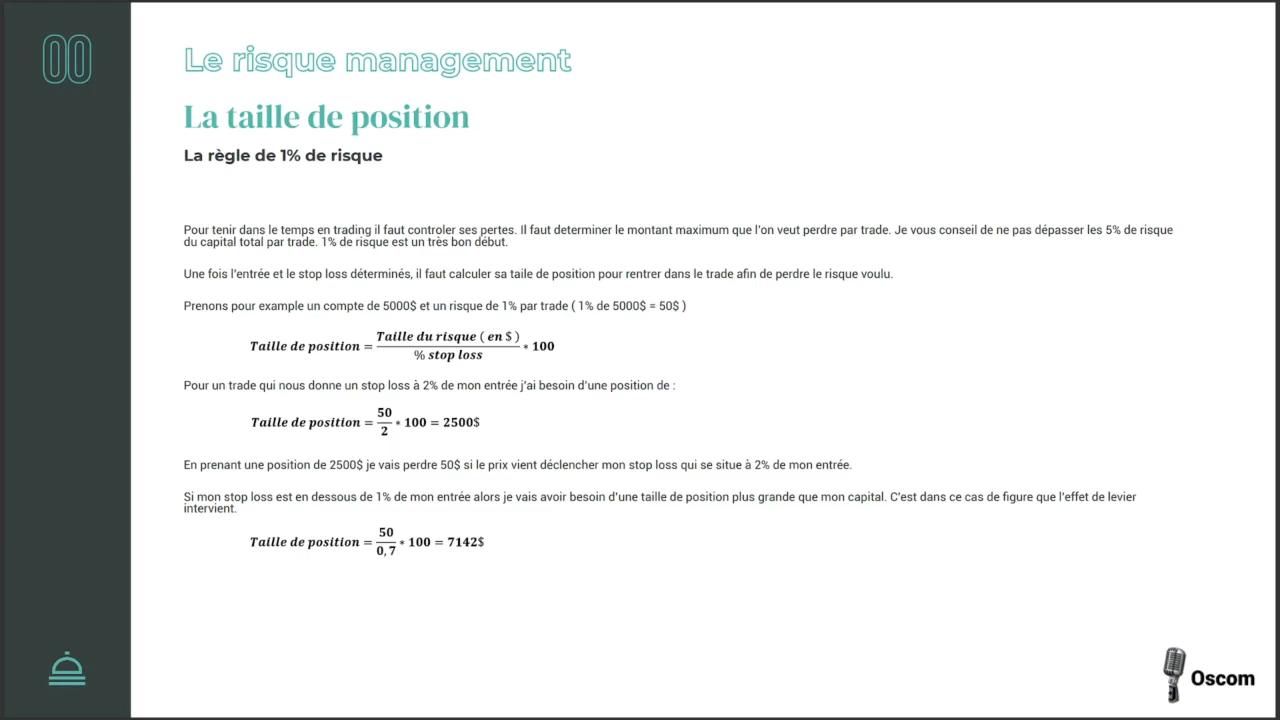 00
Le risque management
La taille de position
La règle de 1% de risque
Pour tenir dans le temps en trading il faut controler ses pertes. Il faut determiner le montant maximum que l'on veut perdre par trade. Je vous conseil de ne pas dépasser les 5% de risque
du capital total par trade. 1% de risque est un très bon début.
Une fois l'entrée et le stop loss déterminés, il faut calculer sa taile de position pour rentrer dans le trade afin de perdre le risque voulu.
Prenons pour example un compte de 5000$ et un risque de 1% par trade ( 1% de 5000$ = 50$ )
Taille de position = Taille du risque ( en $ ) / % stop loss * 100
Pour un trade qui nous donne un stop loss à 2% de mon entrée j'ai besoin d'une position de :
Taille de position = 50 / 2 * 100 = 2500$
En prenant une position de 2500$ je vais perdre 50$ si le prix vient déclencher mon stop loss qui se situe à 2% de mon entrée.
Si mon stop loss est en dessous de 1% de mon entrée alors je vais avoir besoin d'une taille de position plus grande que mon capital. C'est dans ce cas de figure que l'effet de levier
intervient.
Taille de position = 50 / 0,7 * 100 = 7142$
Oscom